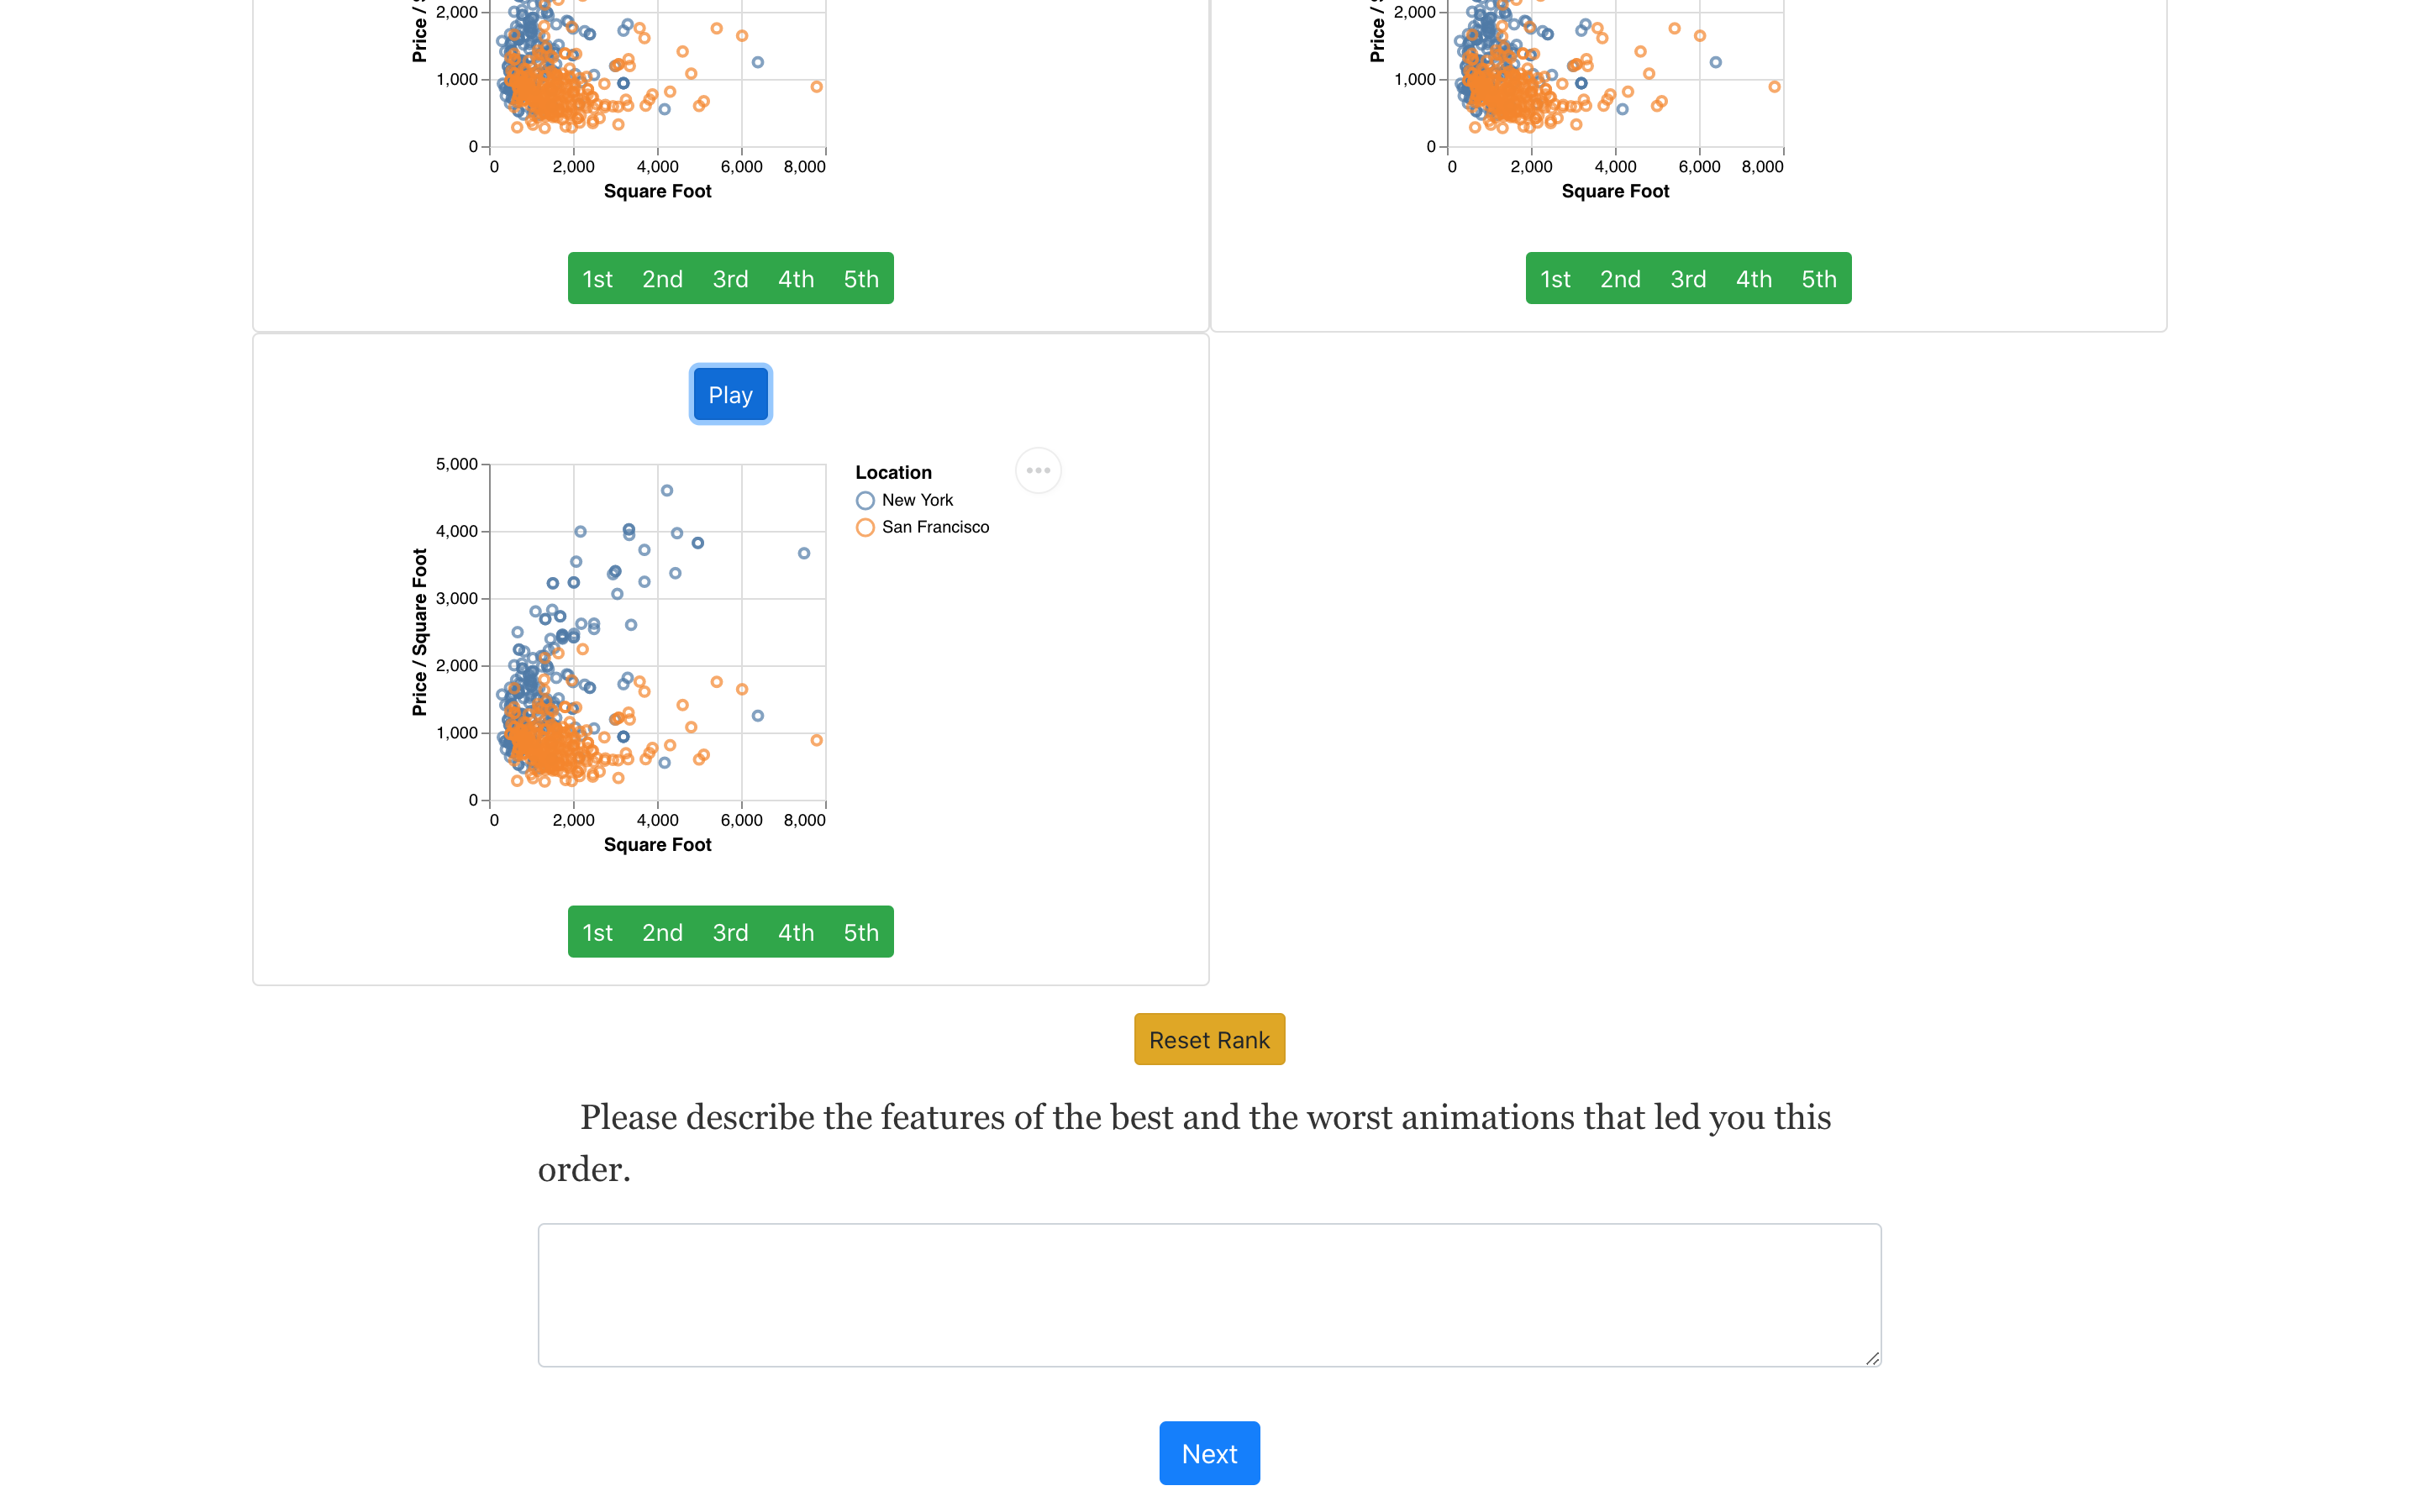 Price / S
2,000
1,000
0
0 2,000 4,000 6,000 8,000
Square Foot
1st 2nd 3rd 4th 5th
Price / S
2,000
1,000
0
0 2,000 4,000 6,000 8,000
Square Foot
1st 2nd 3rd 4th 5th
Play
Price / Square Foot
5,000
4,000
3,000
2,000
1,000
0
0 2,000 4,000 6,000 8,000
Square Foot
Location
New York
San Francisco
1st 2nd 3rd 4th 5th
Reset Rank
Please describe the features of the best and the worst animations that led you this
order.
Next